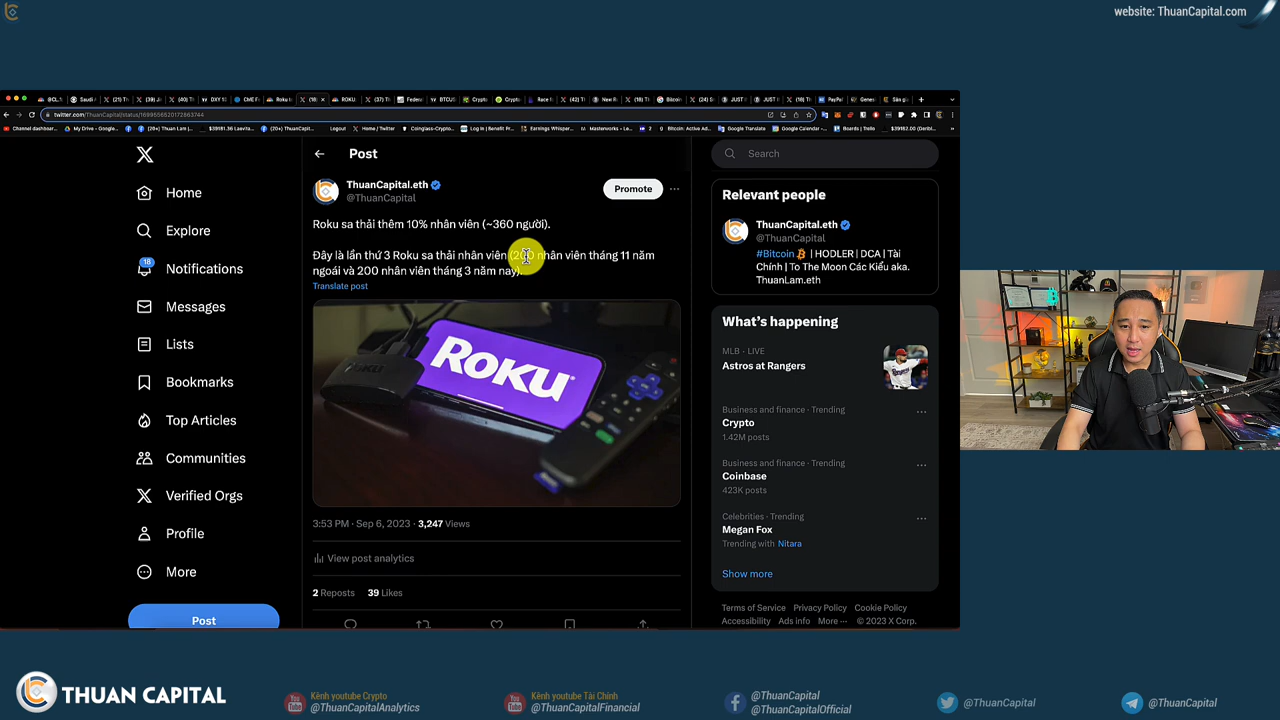 website: ThuanCapital.com
twitter.com/ThuanCapital/status/1699556520172863744
Post
ThuanCapital.eth
@ThuanCapital
Promote
Roku sa thải thêm 10% nhân viên (~360 người).
Đây là lần thứ 3 Roku sa thải nhân viên (200 nhân viên tháng 11 năm
ngoái và 200 nhân viên tháng 3 năm nay).
Translate post
ROKU
3:53 PM · Sep 6, 2023 · 3,247 Views
View post analytics
2 Reposts 39 Likes
Home
Explore
18
Notifications
Messages
Lists
Bookmarks
Top Articles
Communities
Verified Orgs
Profile
More
Post
Search
Relevant people
ThuanCapital.eth
@ThuanCapital
#Bitcoin | HODLER | DCA | Tài
Chính | To The Moon Các Kiểu aka.
ThuanLam.eth
What's happening
MLB · LIVE
Astros at Rangers
Business and finance · Trending
Crypto
1.42M posts
Business and finance · Trending
Coinbase
423K posts
Celebrities · Trending
Megan Fox
Trending with Nitara
Show more
Terms of Service Privacy Policy Cookie Policy
Accessibility Ads info More ··· © 2023 X Corp.
THUAN CAPITAL
Kênh youtube Crypto
@ThuanCapitalAnalytics
Kênh youtube Tài Chính
@ThuanCapitalFinancial
@ThuanCapital
@ThuanCapitalOfficial
@ThuanCapital
@ThuanCapital